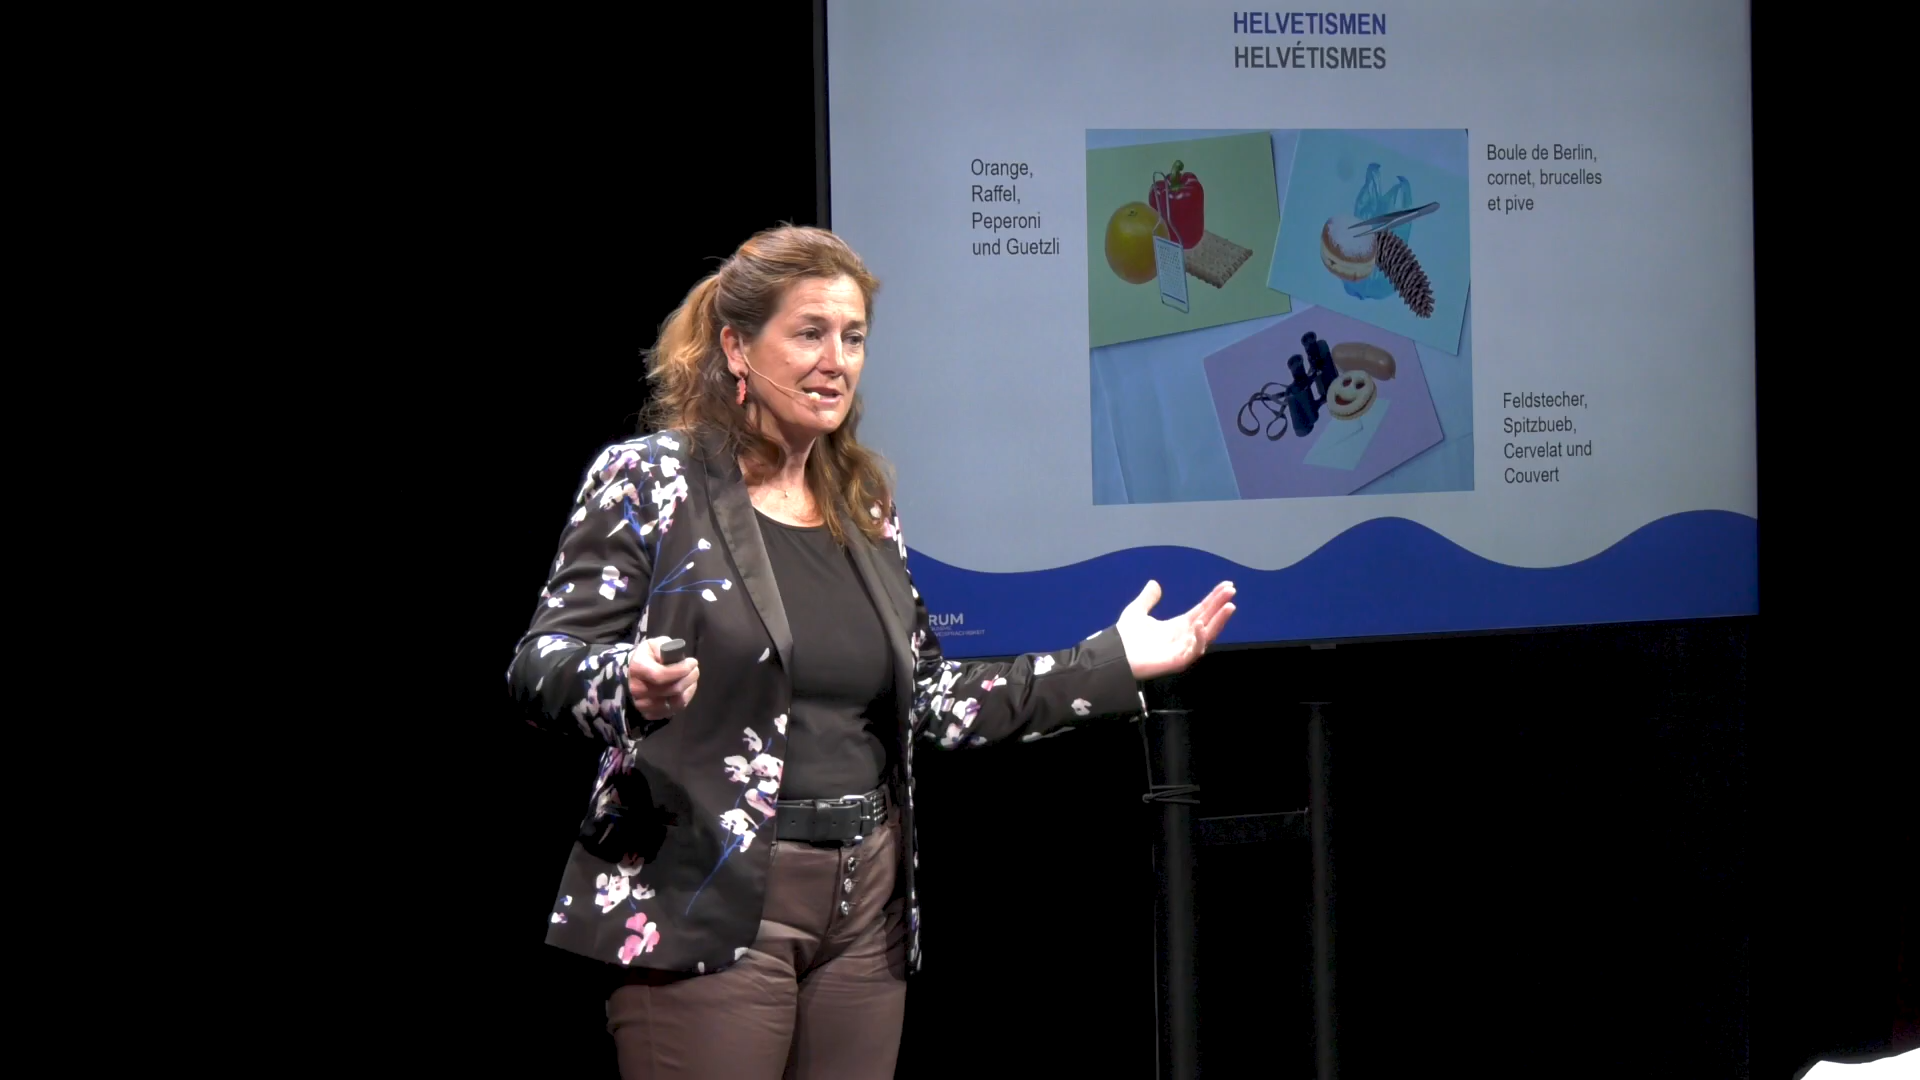 HELVETISMEN
HELVÉTISMES
Orange,
Raffel,
Peperoni
und Guetzli
Boule de Berlin,
cornet, brucelles
et pive
Feldstecher,
Spitzbueb,
Cervelat und
Couvert
RUM